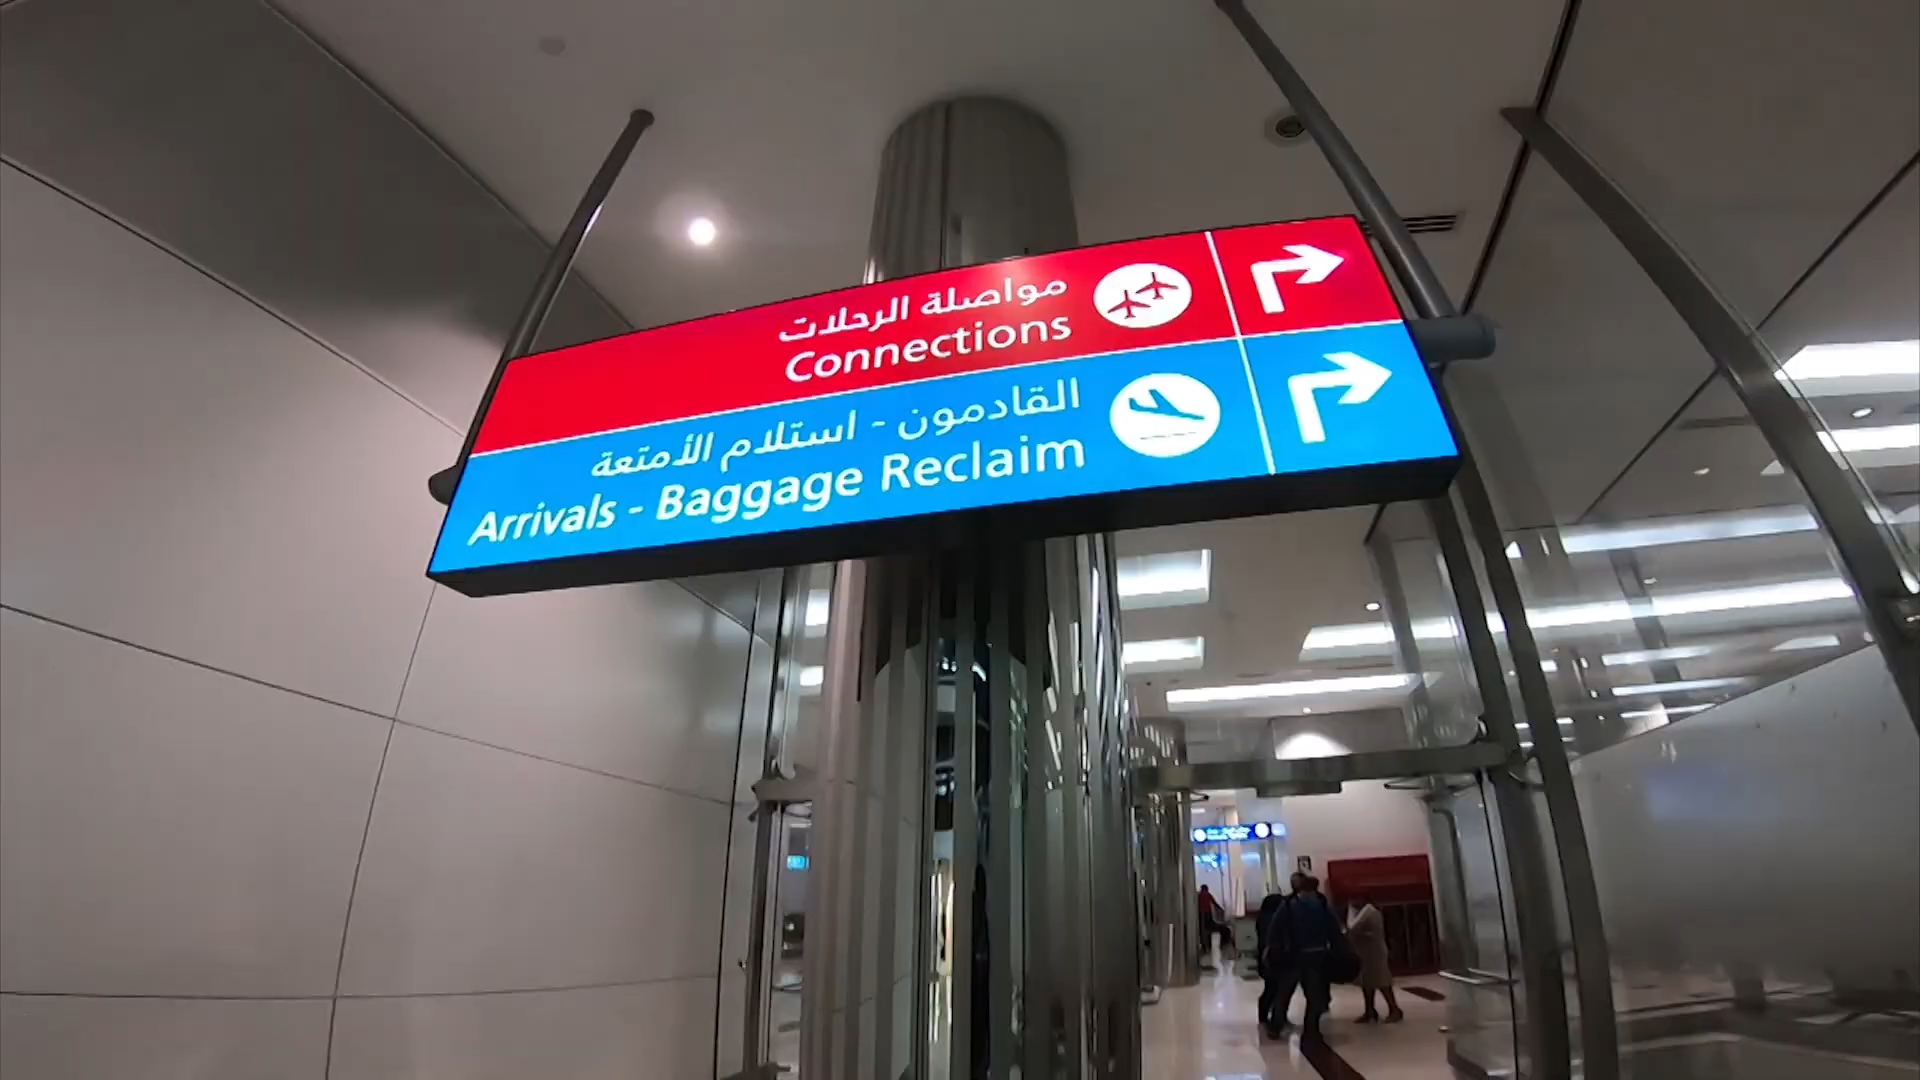 مواصلة الرحلات
Connections
القادمون - استلام الأمتعة
Arrivals - Baggage Reclaim